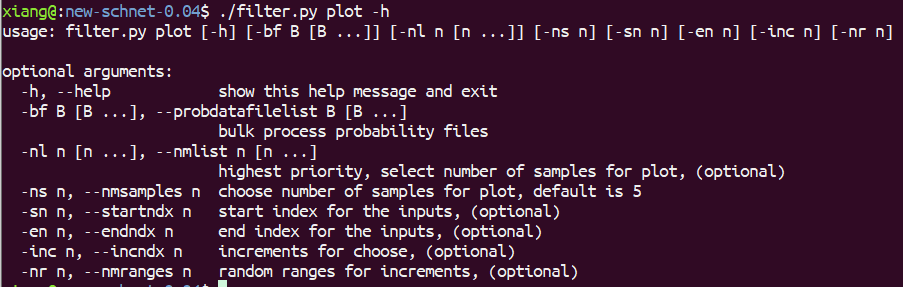 xiang@:new-schnet-0.04$ ./filter.py plot -h
usage: filter.py plot [-h] [-bf B [B ...]] [-nl n [n ...]] [-ns n] [-sn n] [-en n] [-inc n] [-nr n]
optional arguments:
-h, --help show this help message and exit
-bf B [B ...], --probdatafilelist B [B ...]
bulk process probability files
-nl n [n ...], --nmlist n [n ...]
highest priority, select number of samples for plot, (optional)
-ns n, --nmsamples n choose number of samples for plot, default is 5
-sn n, --startndx n start index for the inputs, (optional)
-en n, --endndx n end index for the inputs, (optional)
-inc n, --incndx n increments for choose, (optional)
-nr n, --nmranges n random ranges for increments, (optional)